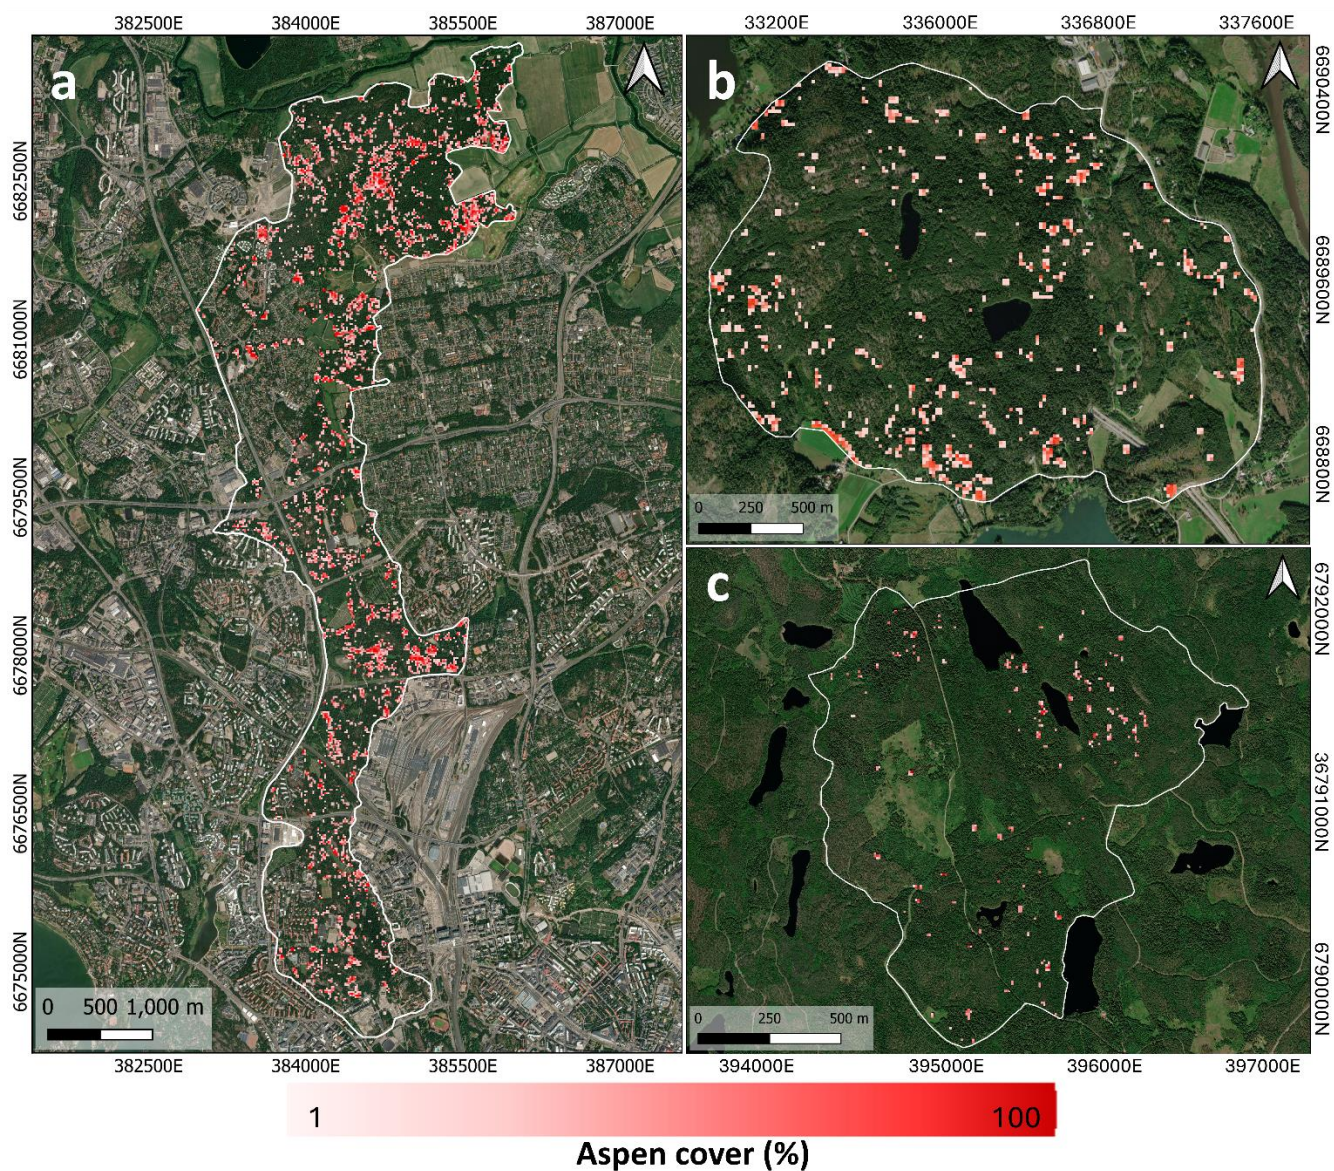 382500E 384000E 385500E 387000E
333200E 336000E 336800E 337600E
a
b
c
6682500N
6681000N
6679500N
6678000N
6676500N
6675000N
6690400N
6689600N
6688800N
6792000N
36791000N
6790000N
0 500 1,000 m
0 250 500 m
0 250 500 m
382500E 384000E 385500E 387000E
394000E 395000E 396000E 397000E
1 100
Aspen cover (%)